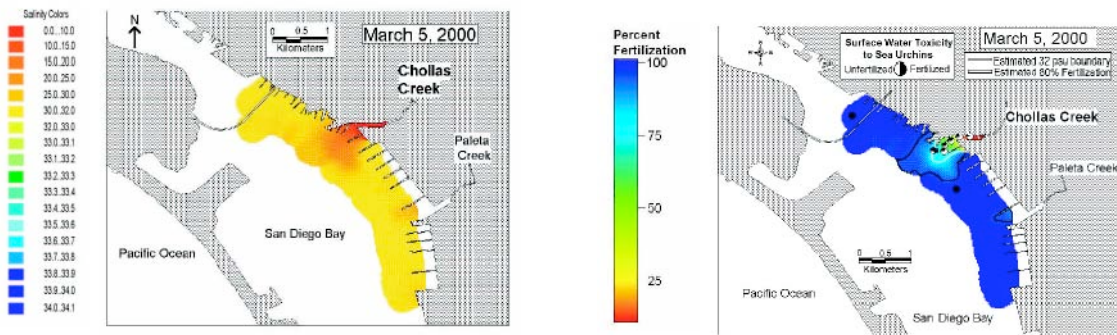 Salinity Colors
0.0...10.0
10.0...15.0
15.0...20.0
20.0...25.0
25.0...30.0
30.0...32.0
32.0...33.0
33.0...33.1
33.1...33.2
33.2...33.3
33.3...33.4
33.4...33.5
33.5...33.6
33.6...33.7
33.7...33.8
33.8...33.9
33.9...34.0
34.0...34.1
N
0 0.5 1
Kilometers
March 5, 2000
Chollas
Creek
Paleta
Creek
San Diego Bay
Pacific Ocean
Percent
Fertilization
100
75
50
25
Surface Water Toxicity
to Sea Urchins
Unfertilized Fertilized
March 5, 2000
Estimated 32 psu boundary
Estimated 80% Fertilization
Chollas Creek
Paleta Creek
0 0.5 1
Kilometers
Pacific Ocean
San Diego Bay